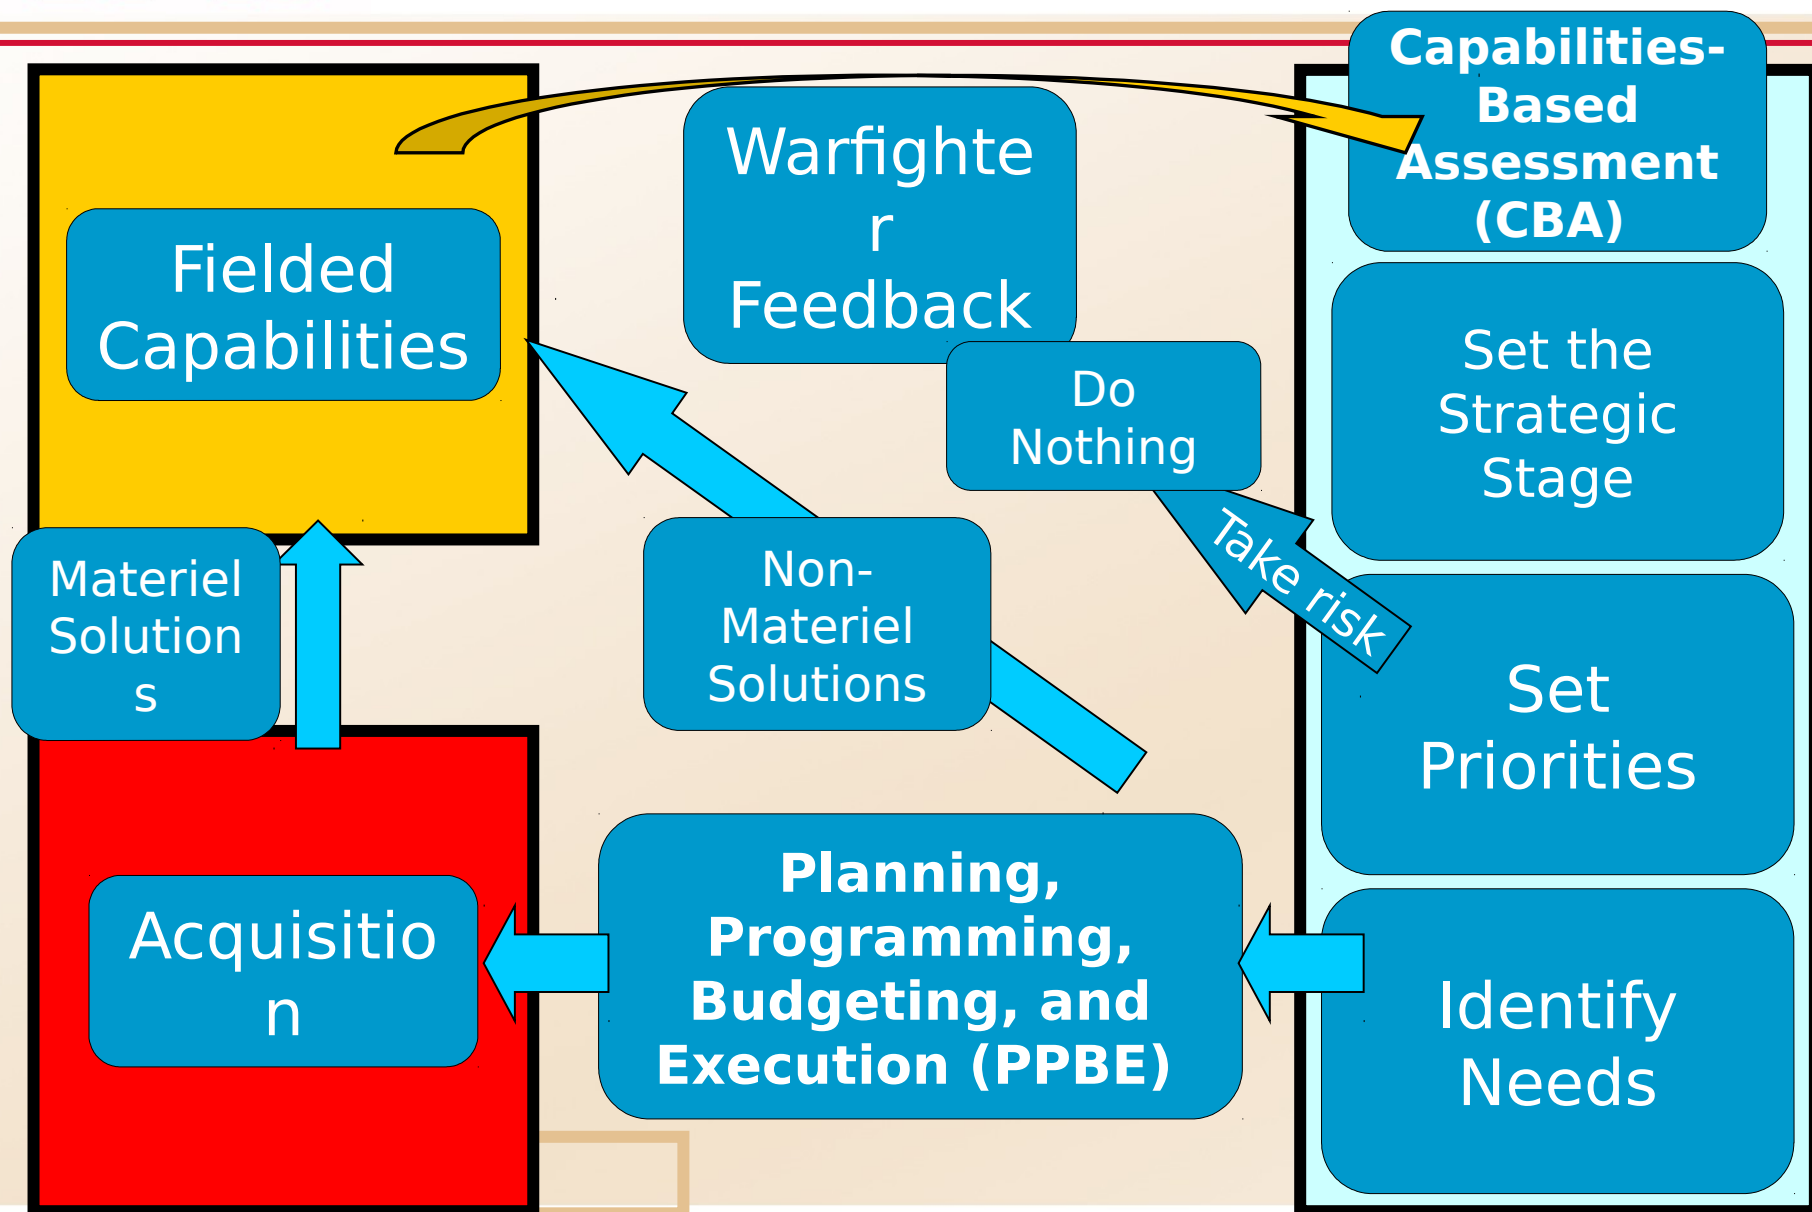 Capabilities-
Based
Assessment
(CBA)
Warfighte
r
Feedback
Fielded
Capabilities
Set the
Strategic
Stage
Do
Nothing
Take risk
Materiel
Solution
s
Non-
Materiel
Solutions
Set
Priorities
Acquisitio
n
Planning,
Programming,
Budgeting, and
Execution (PPBE)
Identify
Needs